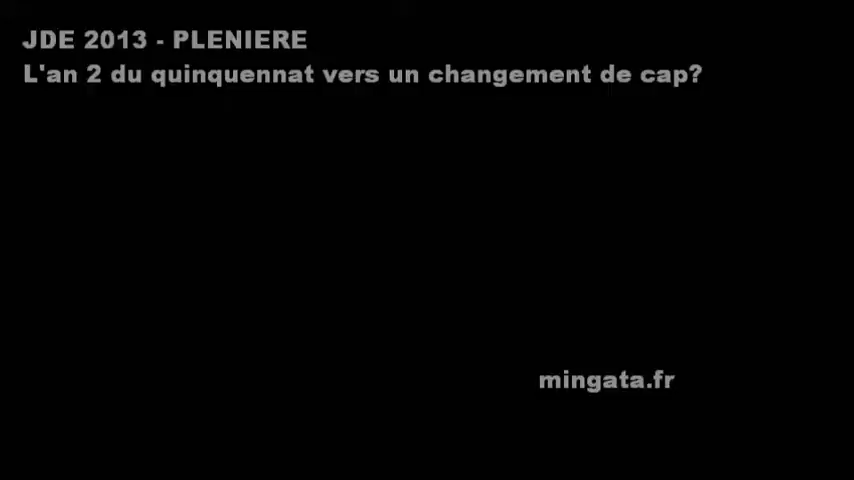 JDE 2013 - PLENIERE
L'an 2 du quinquennat vers un changement de cap?
mingata.fr